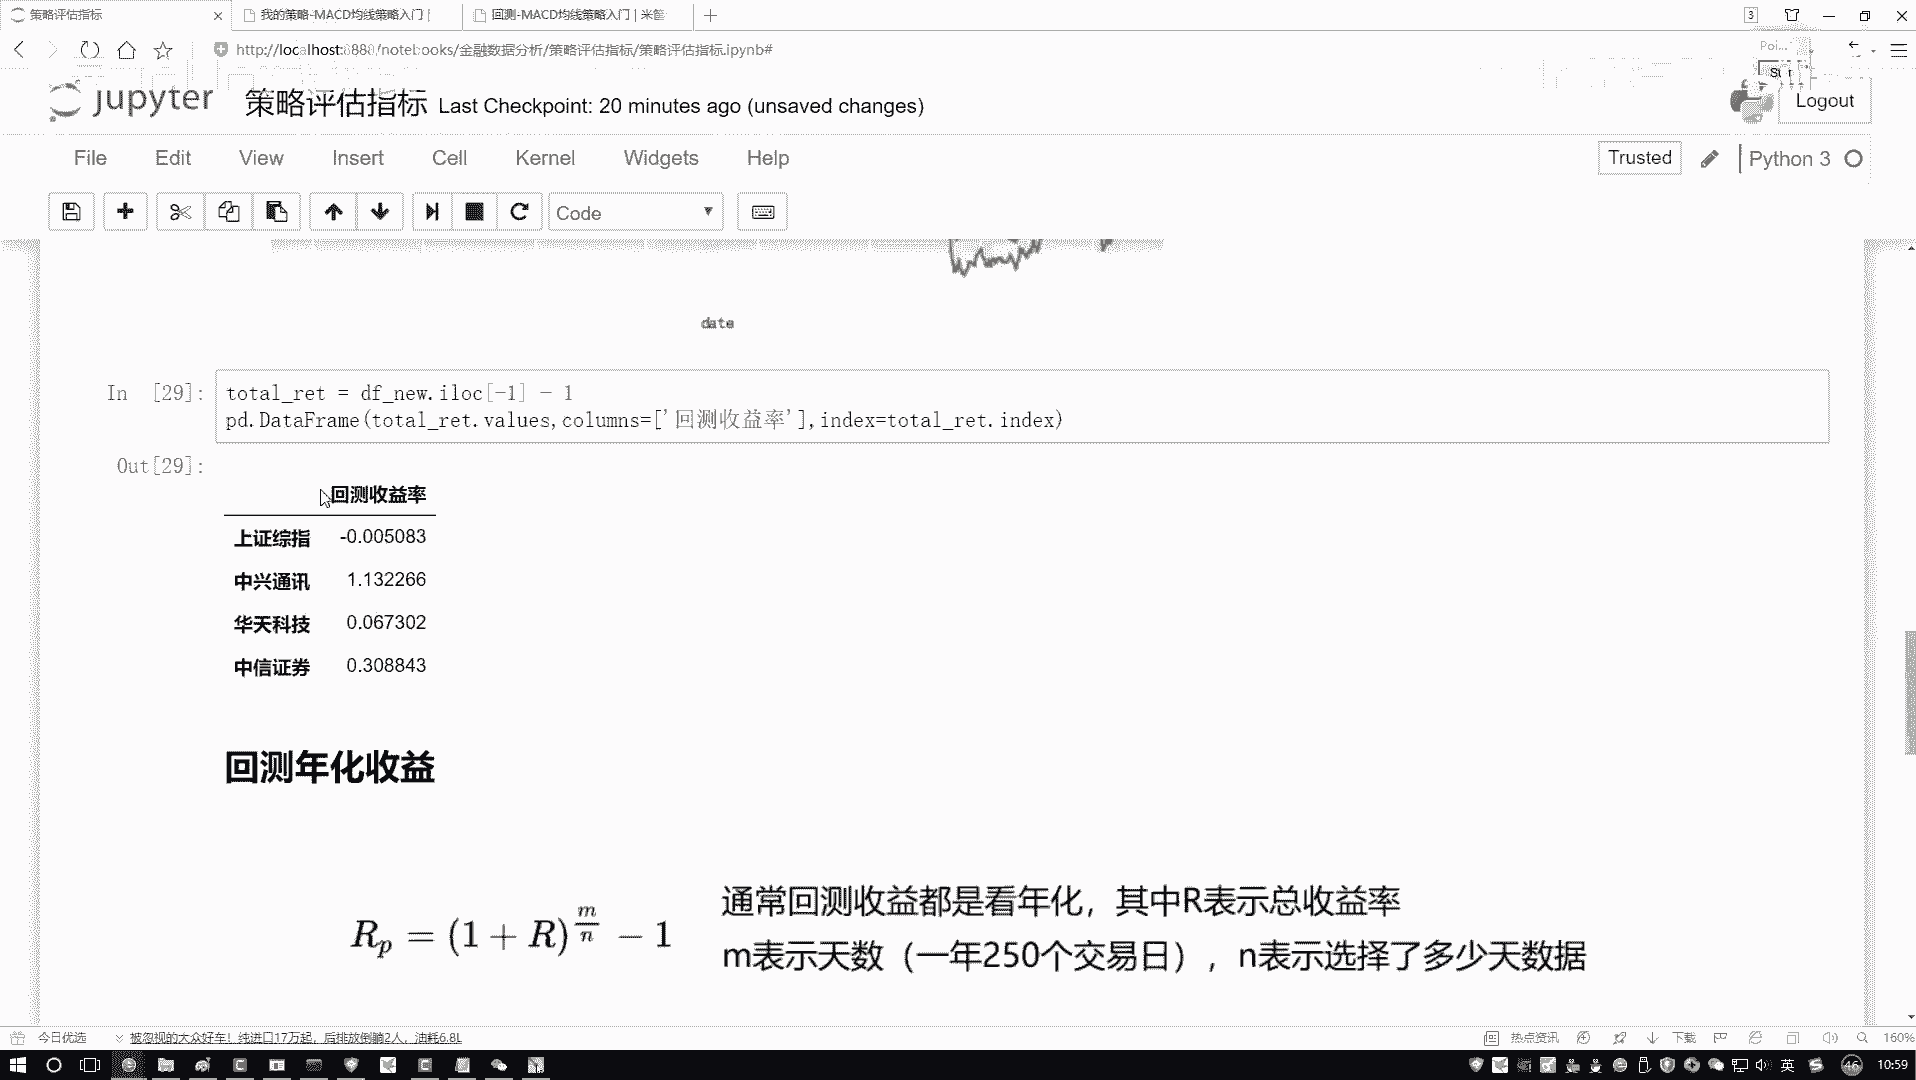 策略评估指标
我的策略-MACD均线策略入门 |
回测-MACD均线策略入门 | 米筐
3
http://localhost:8888/notebooks/金融数据分析/策略评估指标/策略评估指标.ipynb#
Poi...
jupyter 策略评估指标 Last Checkpoint: 20 minutes ago (unsaved changes)
Logout
File Edit View Insert Cell Kernel Widgets Help
Trusted Python 3
Code
date
In [29]: total_ret = df_new.iloc[-1] - 1
pd.DataFrame(total_ret.values,columns=['回测收益率'],index=total_ret.index)
Out[29]:
回测收益率
上证综指 -0.005083
中兴通讯 1.132266
华天科技 0.067302
中信证券 0.308843
回测年化收益
R_p = (1 + R)^{m/n} - 1
通常回测收益都是看年化，其中R表示总收益率
m表示天数（一年250个交易日），n表示选择了多少天数据
今日优选 被忽视的大众好车！纯进口17万起，后排放倒躺2人，油耗6.8L
热点资讯 下载 160%
英 46 10:59